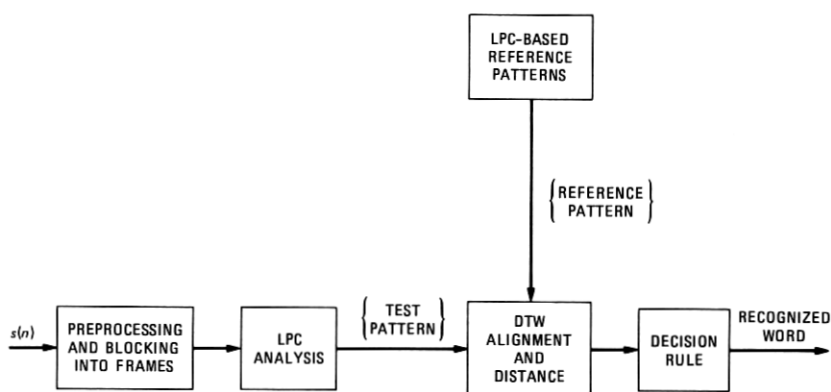 LPC-BASED
REFERENCE
PATTERNS
REFERENCE
PATTERN
s(n)
PREPROCESSING
AND BLOCKING
INTO FRAMES
LPC
ANALYSIS
TEST
PATTERN
DTW
ALIGNMENT
AND
DISTANCE
DECISION
RULE
RECOGNIZED
WORD